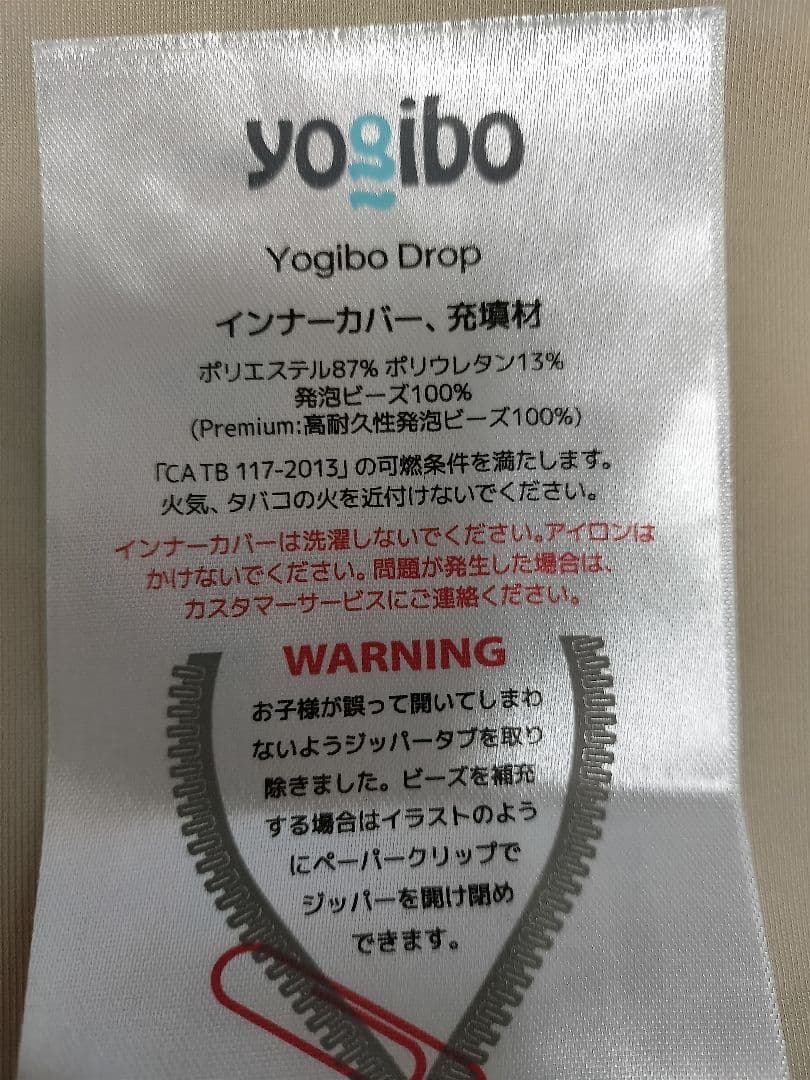 yogibo
Yogibo Drop
インナーカバー、充填材
ポリエステル87% ポリウレタン13%
発泡ビーズ100%
(Premium:高耐久性発泡ビーズ100%)
「CA TB 117-2013」の可燃条件を満たします。
火気、タバコの火を近付けないでください。
インナーカバーは洗濯しないでください。アイロンは
かけないでください。問題が発生した場合は、
カスタマーサービスにご連絡ください。
WARNING
お子様が誤って開いてしまわ
ないようジッパータブを取り
除きました。ビーズを補充
する場合はイラストのよう
にペーパークリップで
ジッパーを開け閉め
できます。